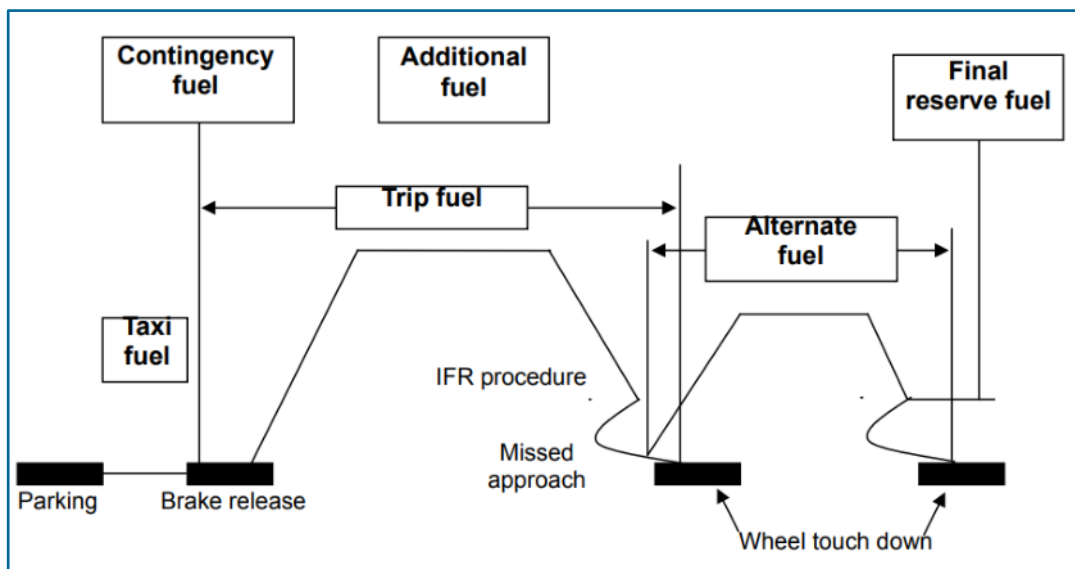 Contingency
fuel
Additional
fuel
Final
reserve fuel
Trip fuel
Alternate
fuel
Taxi
fuel
IFR procedure
Missed
approach
Parking
Brake release
Wheel touch down